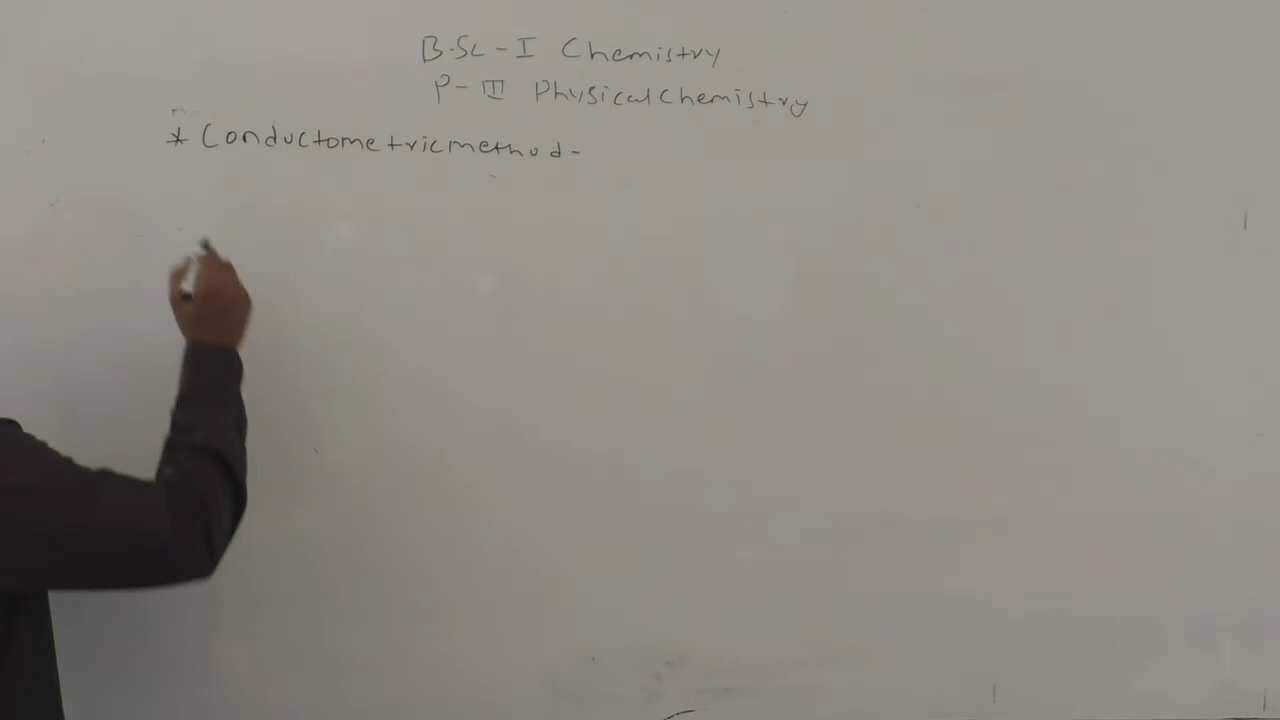 B.Sc - I Chemistry
P - III Physical Chemistry
* Conductometric method -